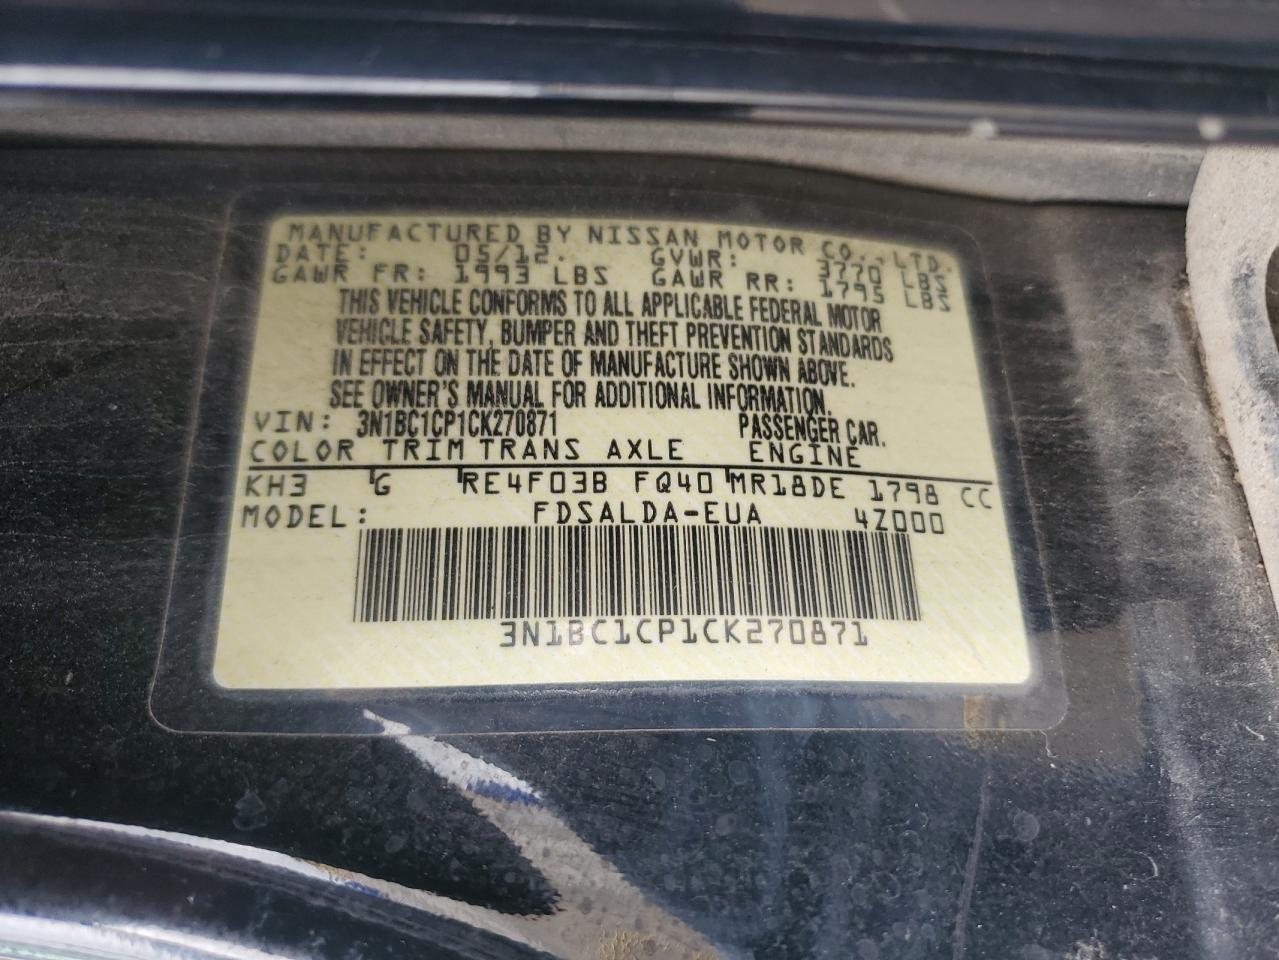 MANUFACTURED BY NISSAN MOTOR CO.,LTD.
DATE: 05/12. GVWR: 3770 LBS
GAWR FR: 1993 LBS GAWR RR: 1795 LBS
THIS VEHICLE CONFORMS TO ALL APPLICABLE FEDERAL MOTOR
VEHICLE SAFETY, BUMPER AND THEFT PREVENTION STANDARDS
IN EFFECT ON THE DATE OF MANUFACTURE SHOWN ABOVE.
SEE OWNER'S MANUAL FOR ADDITIONAL INFORMATION.
VIN: 3N1BC1CP1CK270871 PASSENGER CAR.
COLOR TRIM TRANS AXLE ENGINE
KH3 G RE4F03B FQ40 MR18DE 1798 CC
MODEL: FDSALDA-EUA 4Z000
3N1BC1CP1CK270871